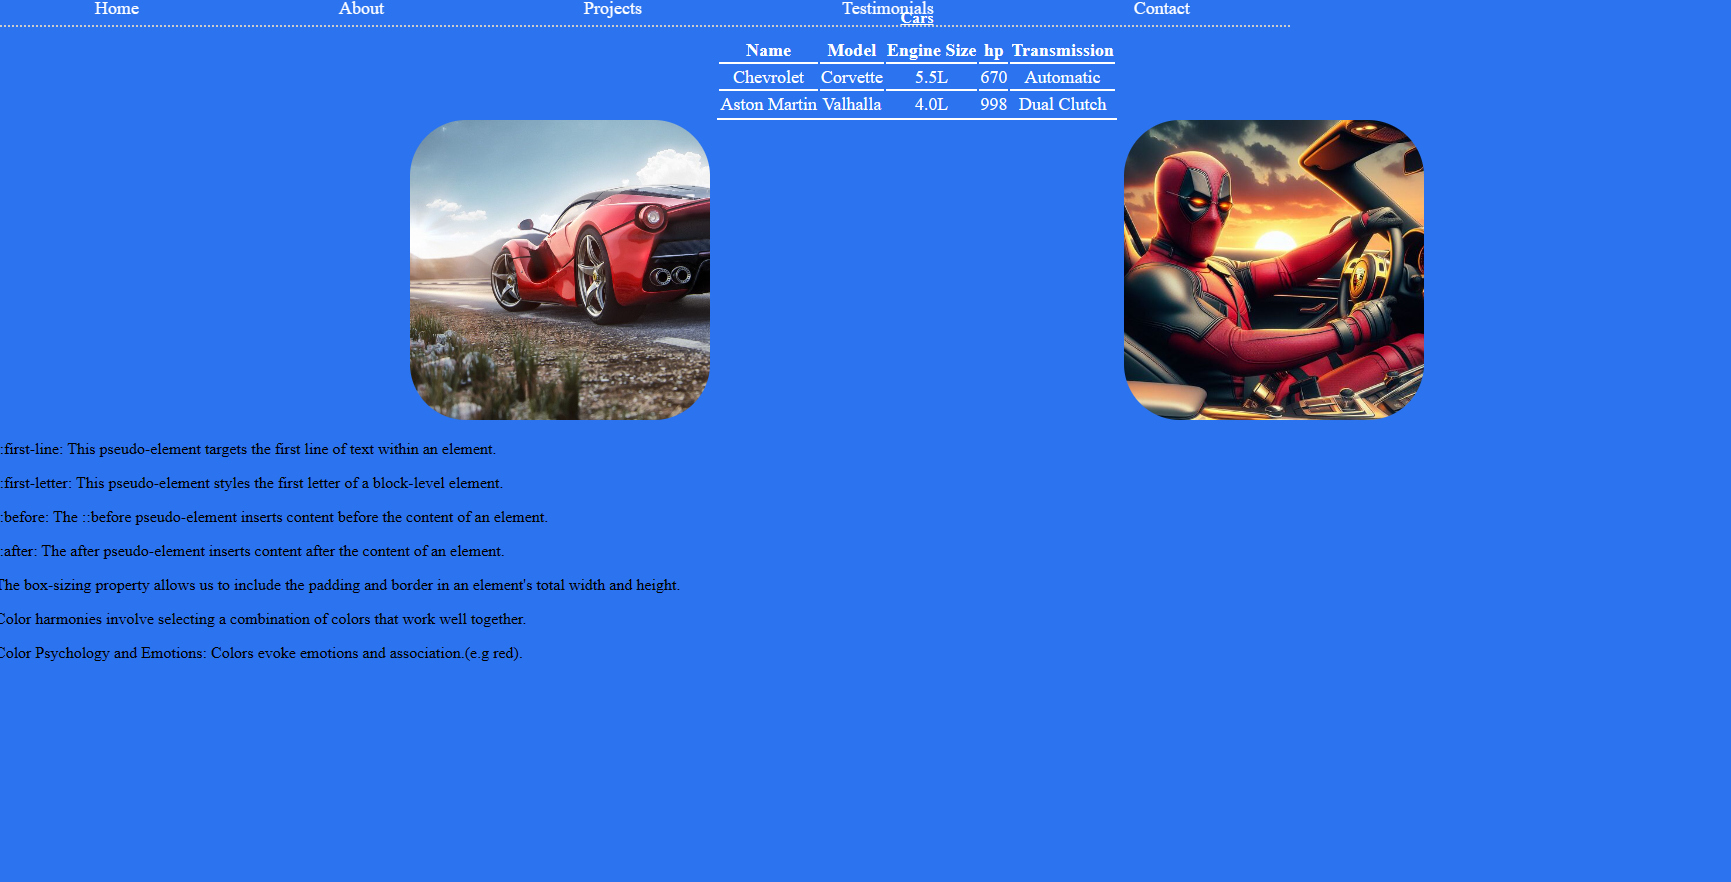 Home About Projects Testimonials Contact
Cars
Name Model Engine Size hp Transmission
Chevrolet Corvette 5.5L 670 Automatic
Aston Martin Valhalla 4.0L 998 Dual Clutch
:first-line: This pseudo-element targets the first line of text within an element.
:first-letter: This pseudo-element styles the first letter of a block-level element.
:before: The ::before pseudo-element inserts content before the content of an element.
:after: The after pseudo-element inserts content after the content of an element.
The box-sizing property allows us to include the padding and border in an element's total width and height.
Color harmonies involve selecting a combination of colors that work well together.
Color Psychology and Emotions: Colors evoke emotions and association.(e.g red).